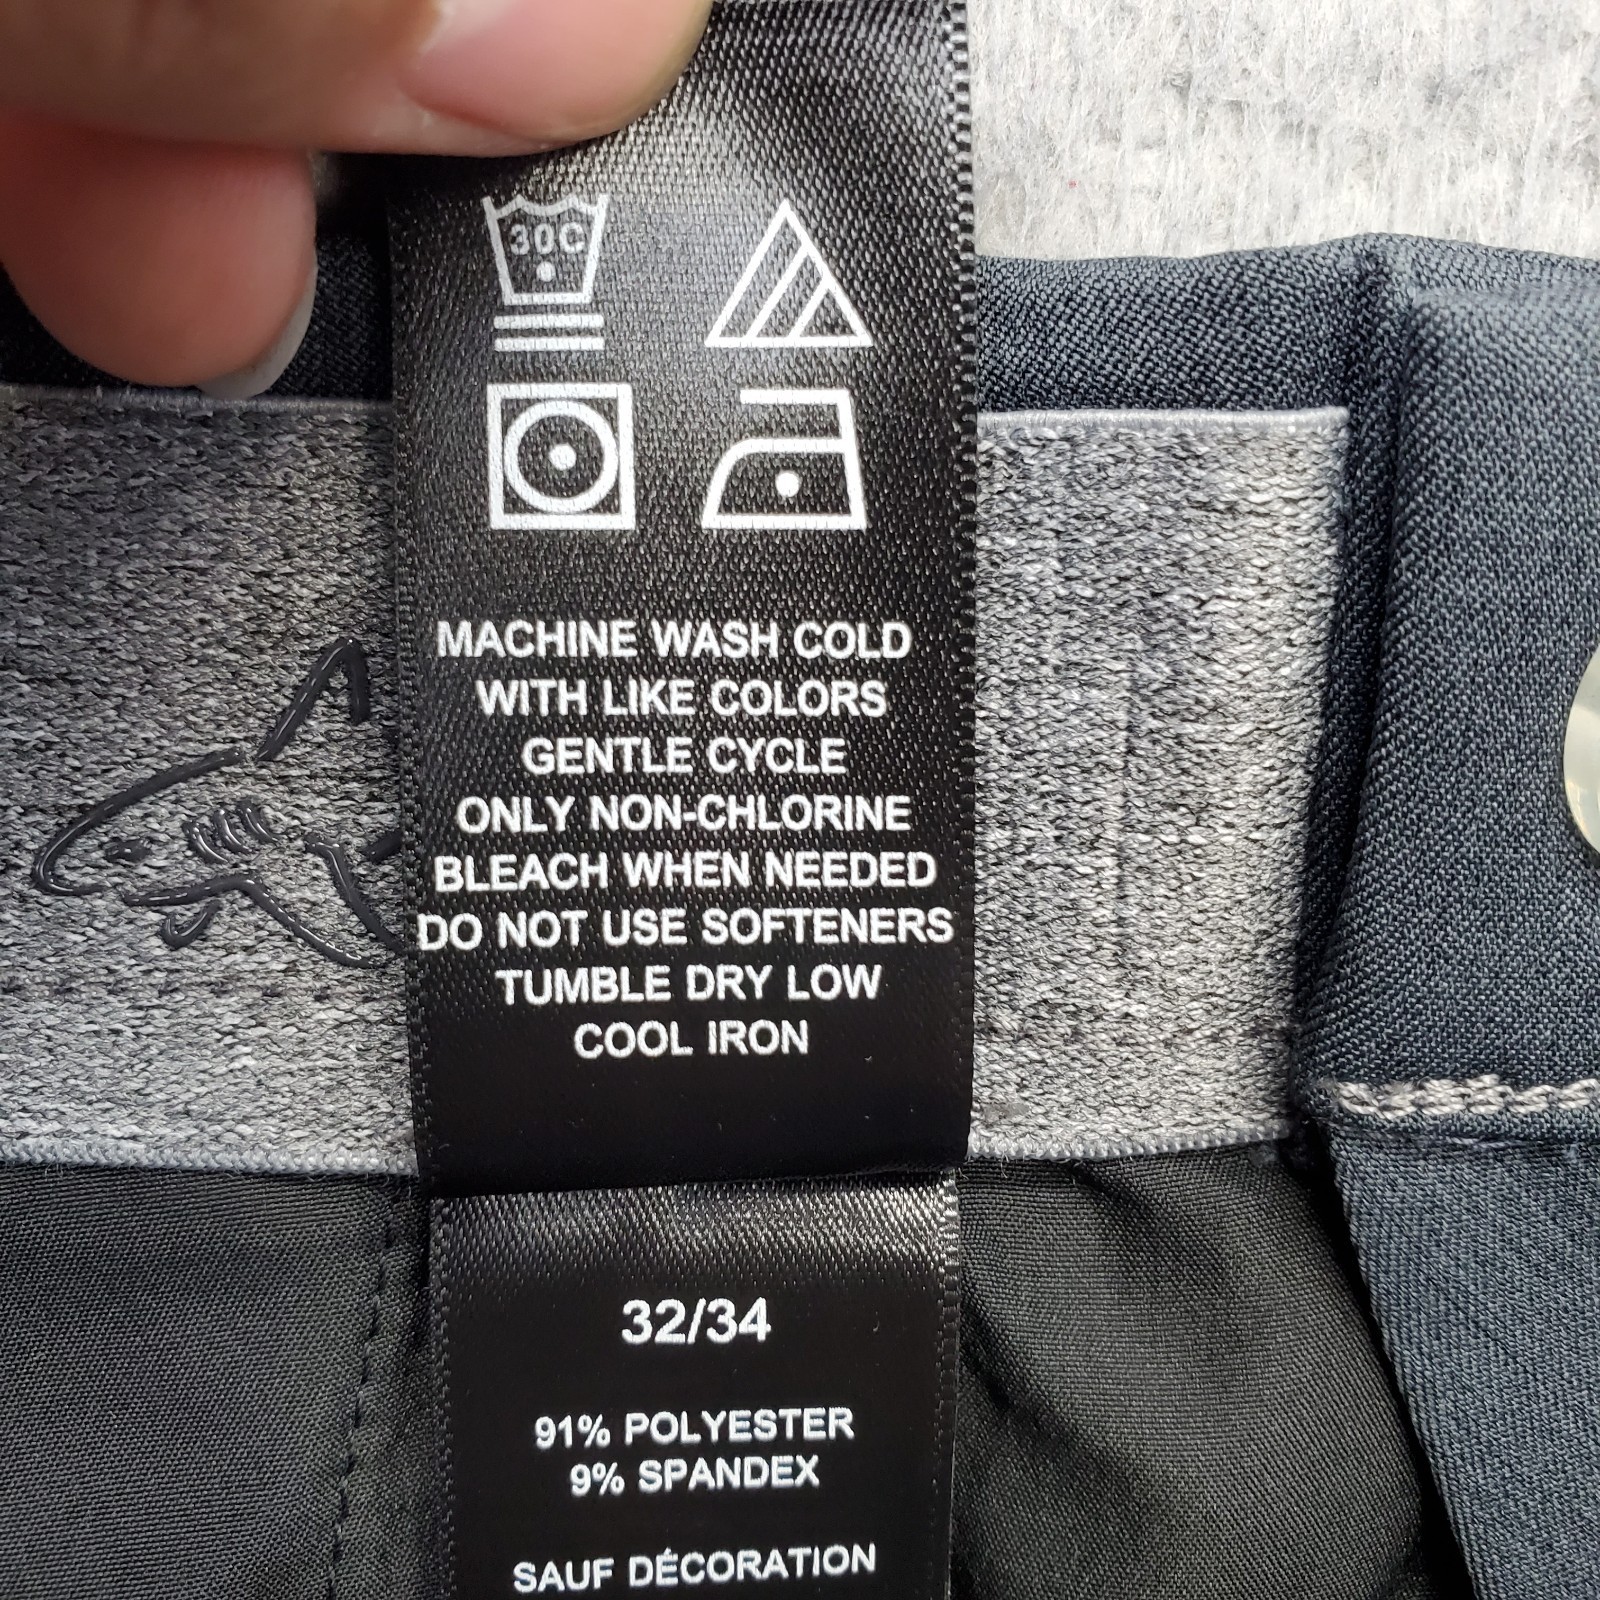 30C
MACHINE WASH COLD
WITH LIKE COLORS
GENTLE CYCLE
ONLY NON-CHLORINE
BLEACH WHEN NEEDED
DO NOT USE SOFTENERS
TUMBLE DRY LOW
COOL IRON
32/34
91% POLYESTER
9% SPANDEX
SAUF DÉCORATION